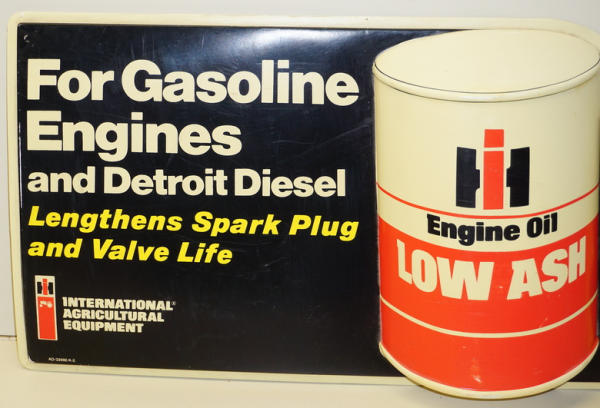 For Gasoline
Engines
and Detroit Diesel
Lengthens Spark Plug
and Valve Life
INTERNATIONAL®
AGRICULTURAL
EQUIPMENT
IH
Engine Oil
LOW ASH